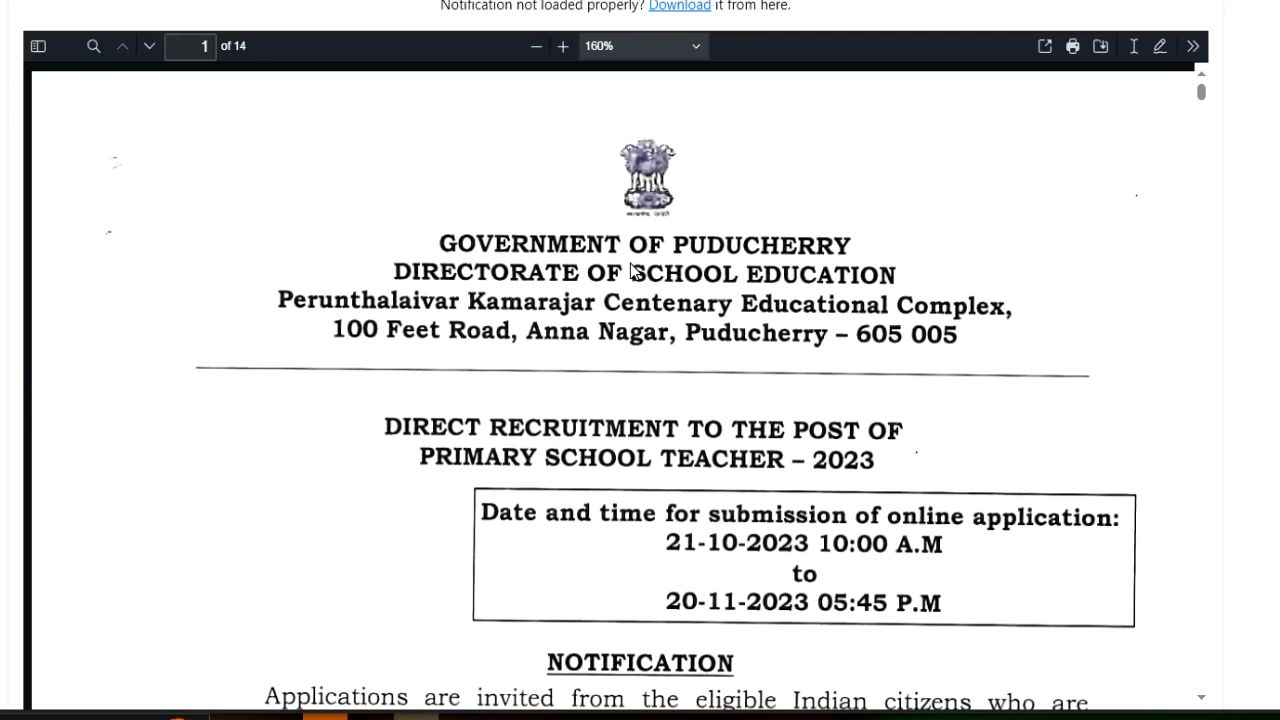 Notification not loaded properly? Download it from here.
1 of 14
160%
GOVERNMENT OF PUDUCHERRY
DIRECTORATE OF SCHOOL EDUCATION
Perunthalaivar Kamarajar Centenary Educational Complex,
100 Feet Road, Anna Nagar, Puducherry – 605 005
DIRECT RECRUITMENT TO THE POST OF
PRIMARY SCHOOL TEACHER – 2023
Date and time for submission of online application:
21-10-2023 10:00 A.M
to
20-11-2023 05:45 P.M
NOTIFICATION
Applications are invited from the eligible Indian citizens who are